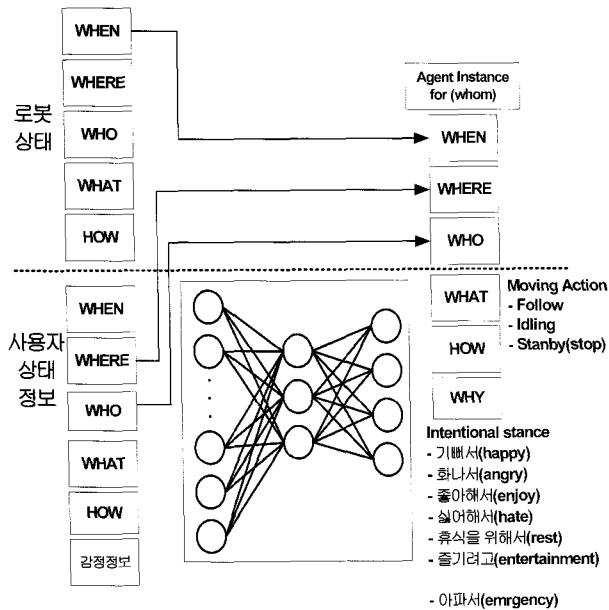 WHEN
WHERE
로봇
상태
WHO
WHAT
HOW
Agent Instance
for (whom)
WHEN
WHERE
WHO
WHEN
사용자
상태
정보
WHERE
WHO
WHAT
HOW
감정정보
WHAT
Moving Action
- Follow
- Idling
- Stanby(stop)
HOW
WHY
Intentional stance
- 기뻐서(happy)
- 화나서(angry)
- 좋아해서(enjoy)
- 싫어해서(hate)
- 휴식을 위해서(rest)
- 즐기려고(entertainment)
- 아파서(emrgency)